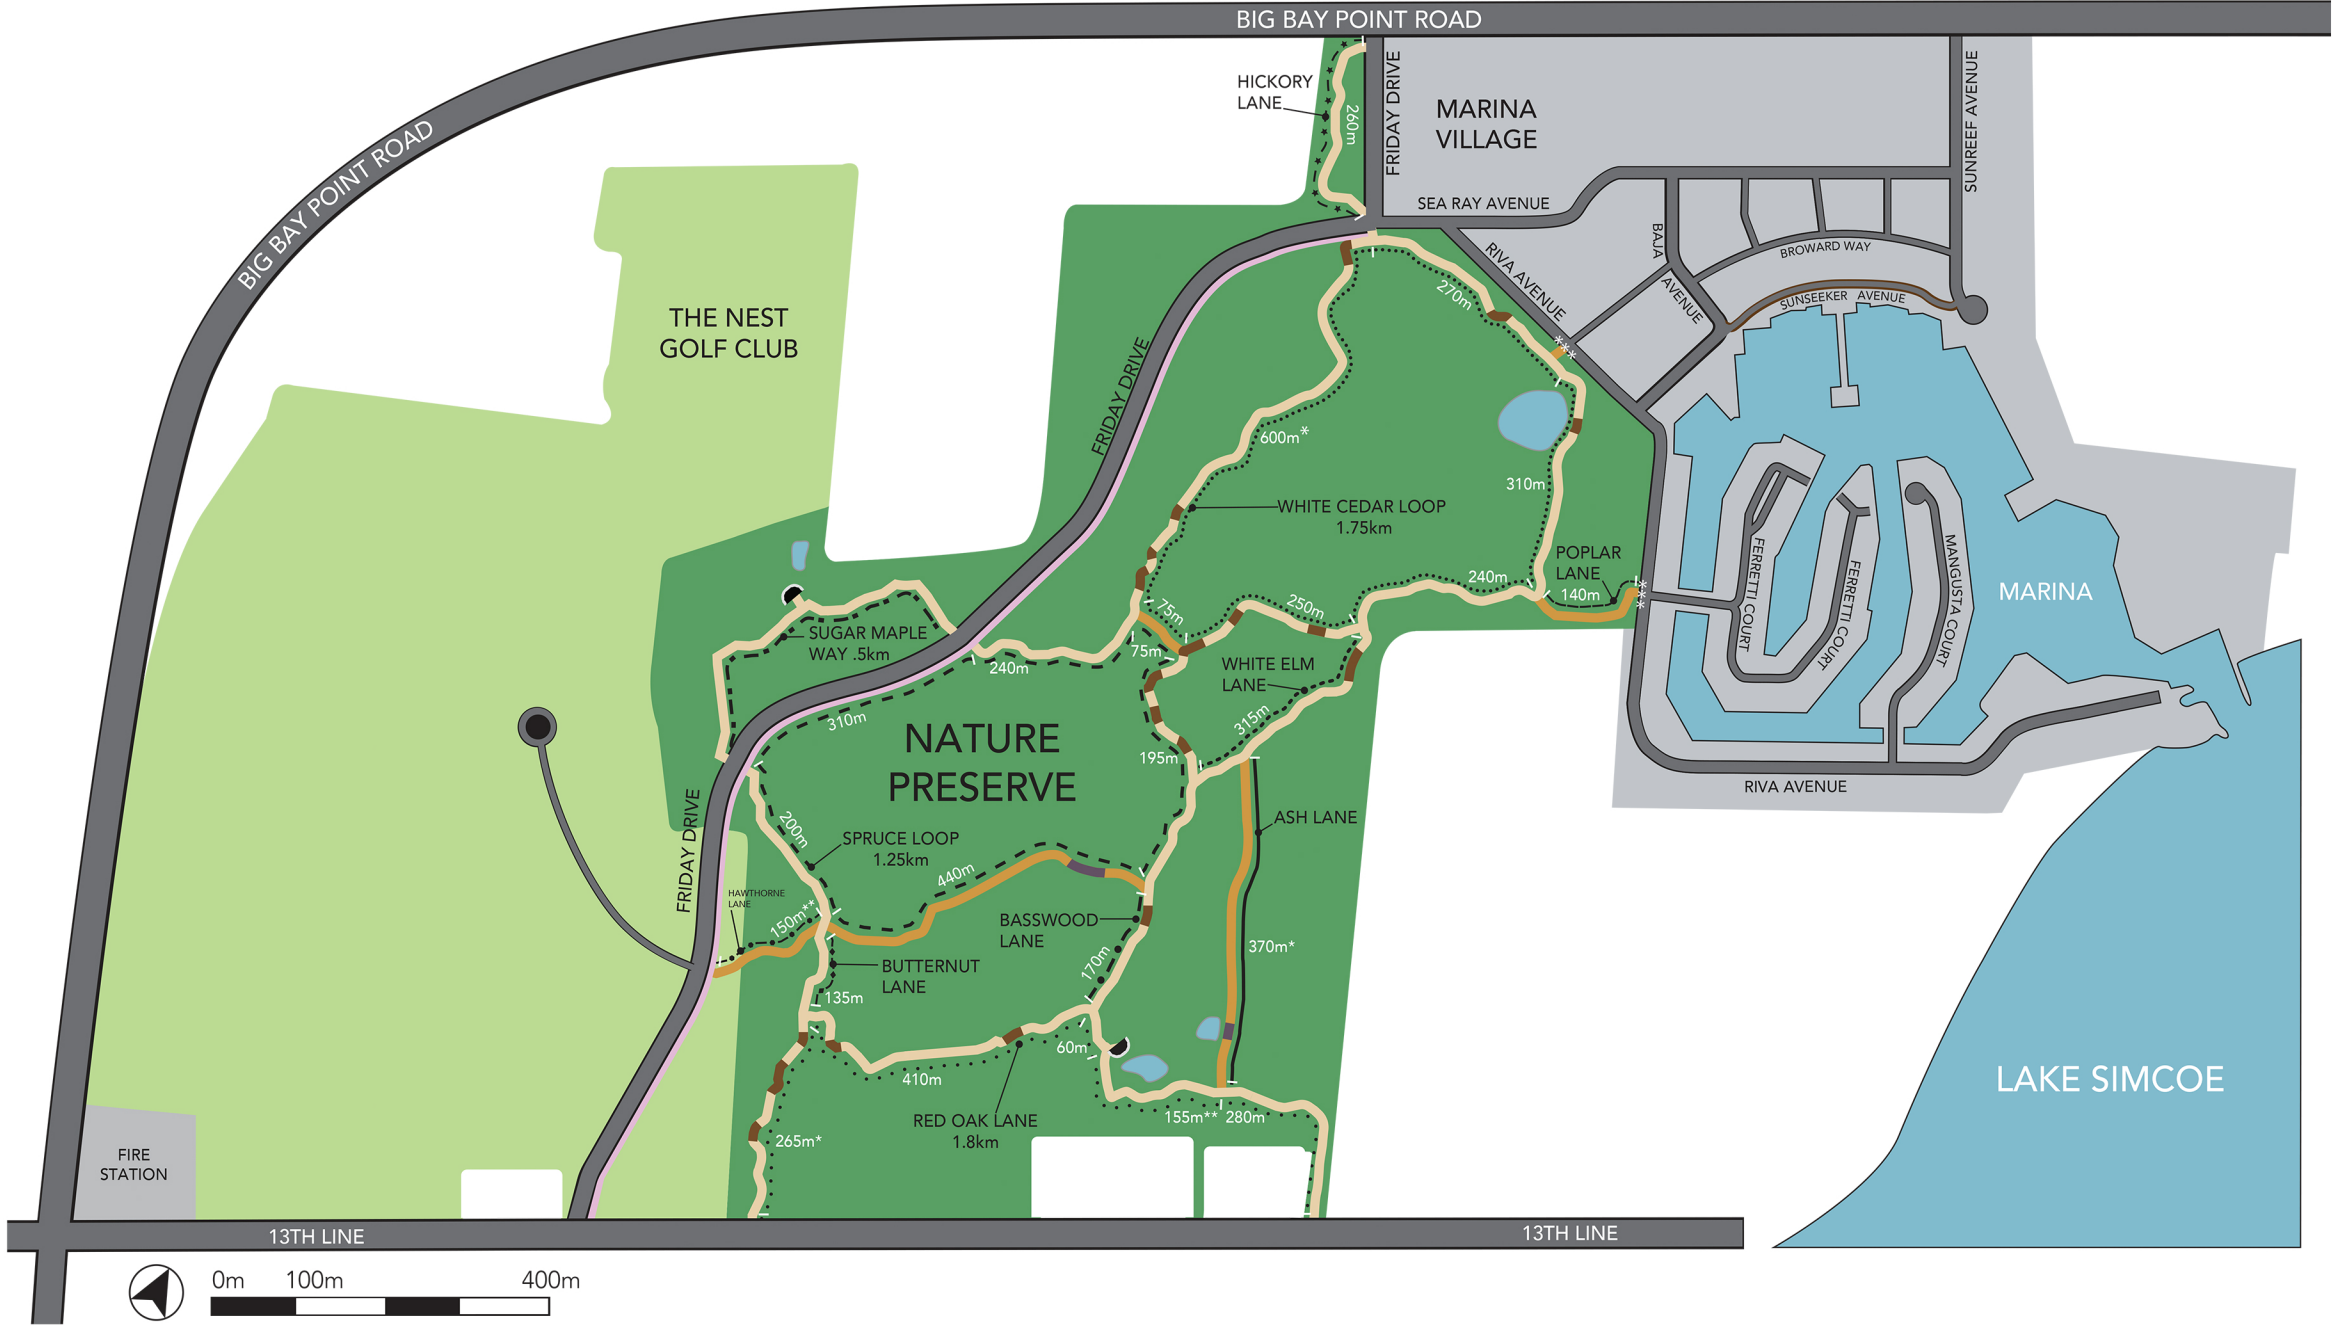 BIG BAY POINT ROAD
BIG BAY POINT ROAD
HICKORY
LANE
260m
FRIDAY DRIVE
MARINA
VILLAGE
SUNREEF AVENUE
SEA RAY AVENUE
RIVA AVENUE
BAJA
AVENUE
BROWARD WAY
SUNSEEKER AVENUE
THE NEST
GOLF CLUB
FRIDAY DRIVE
270m
***
600m*
310m
WHITE CEDAR LOOP
1.75km
POPLAR
LANE
140m
***
240m
250m
75m
75m
FERRETTI COURT
FERRETTI COURT
MANGUSTA COURT
MARINA
SUGAR MAPLE
WAY .5km
240m
WHITE ELM
LANE
315m
310m
195m
NATURE
PRESERVE
RIVA AVENUE
200m
SPRUCE LOOP
1.25km
ASH LANE
FRIDAY DRIVE
440m
HAWTHORNE
LANE
150m**
BASSWOOD
LANE
370m*
170m
BUTTERNUT
LANE
135m
60m
410m
LAKE SIMCOE
RED OAK LANE
1.8km
155m**
280m
265m*
FIRE
STATION
13TH LINE
13TH LINE
0m 100m 400m